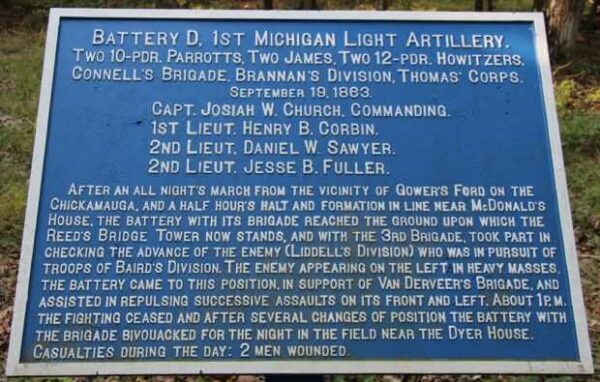 Battery D, 1st Michigan Light Artillery.
Two 10-pdr. Parrotts, Two James, Two 12-pdr. Howitzers.
Connell's Brigade, Brannan's Division, Thomas' Corps.
September 19, 1863.
Capt. Josiah W. Church, Commanding.
1st Lieut. Henry B. Corbin.
2nd Lieut. Daniel W. Sawyer.
2nd Lieut. Jesse B. Fuller.
After an all night's march from the vicinity of Gower's Ford on the
Chickamauga, and a half hour's halt and formation in line near McDonald's
House, the battery with its brigade reached the ground upon which the
Reed's Bridge Tower now stands, and with the 3rd Brigade, took part in
checking the advance of the enemy (Liddell's Division) who was in pursuit of
troops of Baird's Division. The enemy appearing on the left in heavy masses,
the battery came to this position, in support of Van Derveer's Brigade, and
assisted in repulsing successive assaults on its front and left. About 1 P.M.
the fighting ceased and after several changes of position the battery with
the brigade bivouacked for the night in the field near the Dyer House.
Casualties during the day: 2 men wounded.